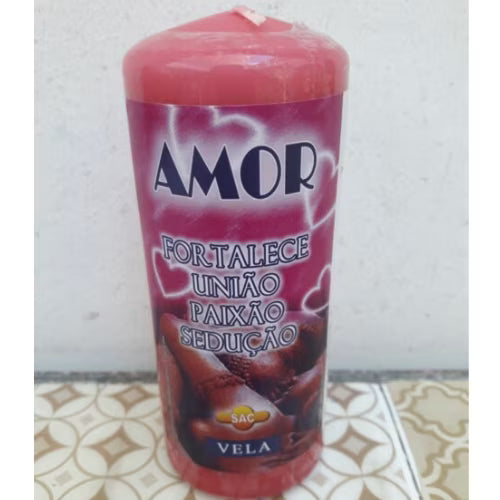 AMOR
FORTALECE
UNIÃO
PAIXÃO
SEDUÇÃO
SAC
VELA